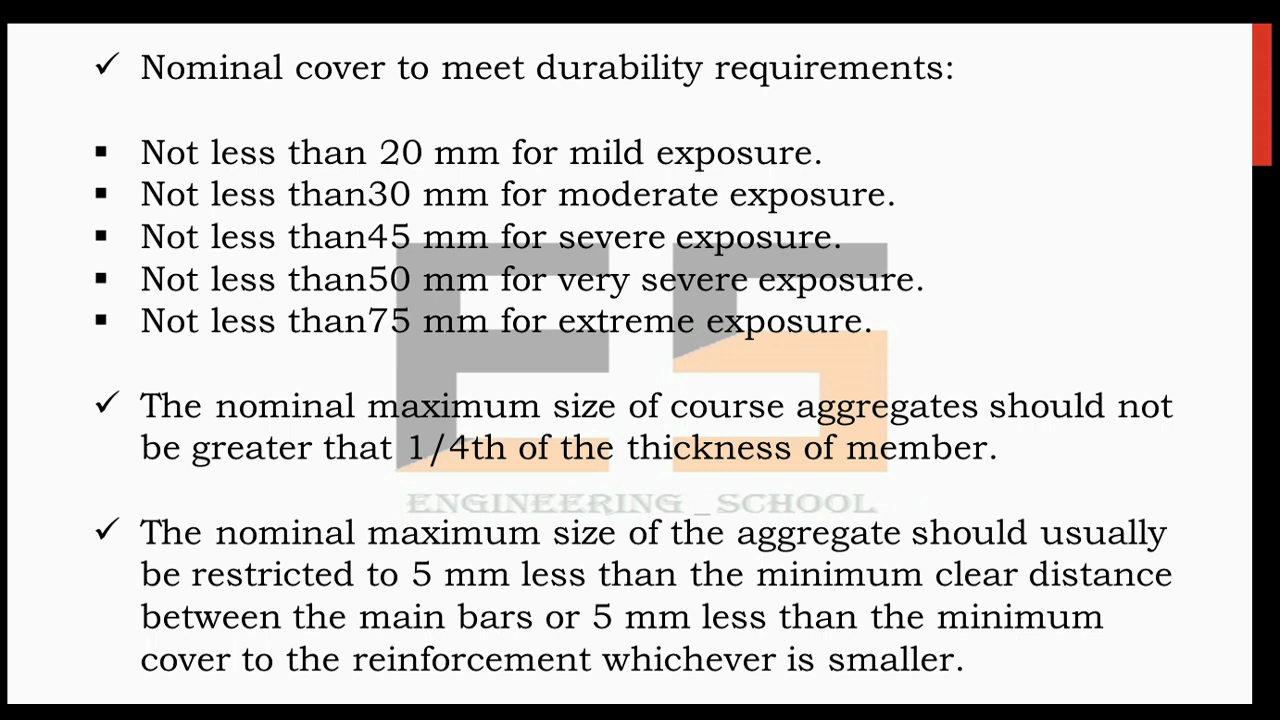 ✓ Nominal cover to meet durability requirements:
▪ Not less than 20 mm for mild exposure.
▪ Not less than30 mm for moderate exposure.
▪ Not less than45 mm for severe exposure.
▪ Not less than50 mm for very severe exposure.
▪ Not less than75 mm for extreme exposure.
✓ The nominal maximum size of course aggregates should not
be greater that 1/4th of the thickness of member.
ENGINEERING_SCHOOL
✓ The nominal maximum size of the aggregate should usually
be restricted to 5 mm less than the minimum clear distance
between the main bars or 5 mm less than the minimum
cover to the reinforcement whichever is smaller.